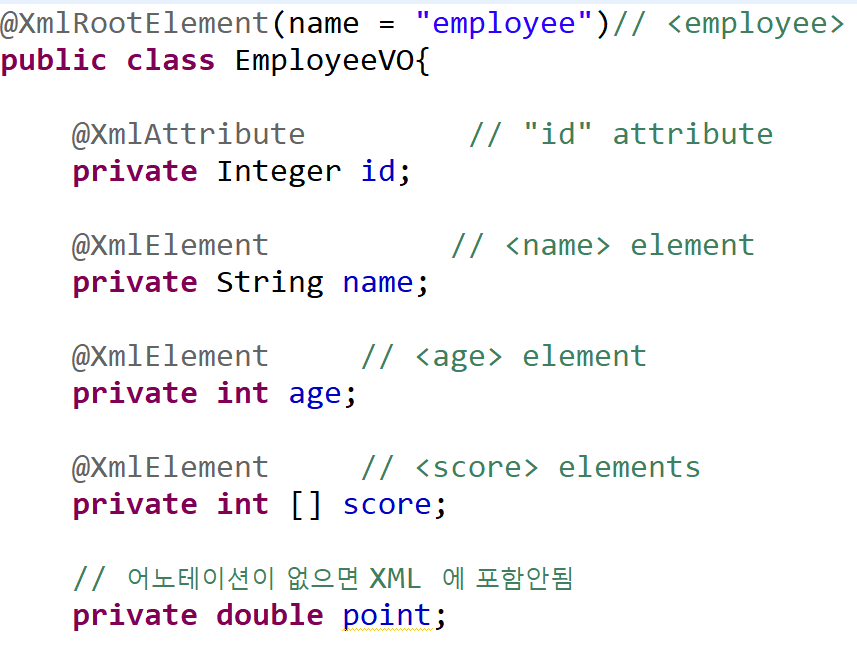 @XmlRootElement(name = "employee")// <employee>
public class EmployeeVO{
@XmlAttribute // "id" attribute
private Integer id;
@XmlElement // <name> element
private String name;
@XmlElement // <age> element
private int age;
@XmlElement // <score> elements
private int [] score;
// 어노테이션이 없으면 XML 에 포함안됨
private double point;